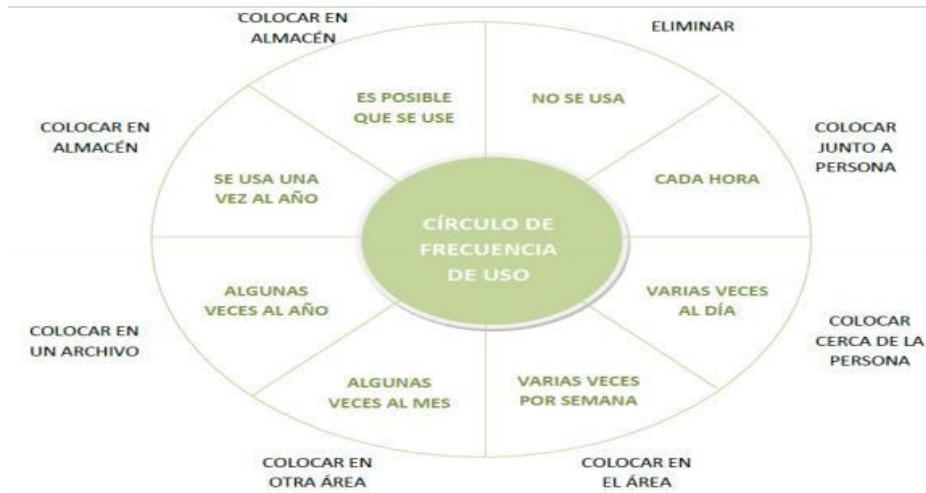 COLOCAR EN
ALMACÉN
ELIMINAR
ES POSIBLE
QUE SE USE
NO SE USA
COLOCAR EN
ALMACÉN
COLOCAR
JUNTO A
PERSONA
SE USA UNA
VEZ AL AÑO
CADA HORA
CÍRCULO DE
FRECUENCIA
DE USO
ALGUNAS
VECES AL AÑO
VARIAS VECES
AL DÍA
COLOCAR EN
UN ARCHIVO
COLOCAR
CERCA DE LA
PERSONA
ALGUNAS
VECES AL MES
VARIAS VECES
POR SEMANA
COLOCAR EN
OTRA ÁREA
COLOCAR EN
EL ÁREA